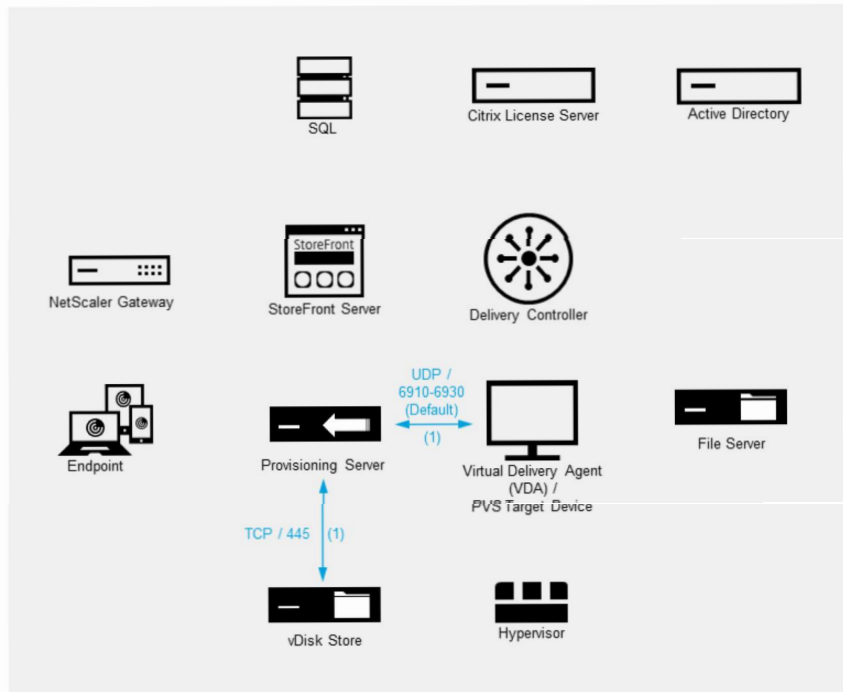 SQL
Citrix License Server
Active Directory
StoreFront
NetScaler Gateway
StoreFront Server
Delivery Controller
UDP /
6910-6930
(Default)
(1)
Endpoint
Provisioning Server
Virtual Delivery Agent
(VDA) /
PVS Target Device
File Server
TCP / 445
(1)
vDisk Store
Hypervisor